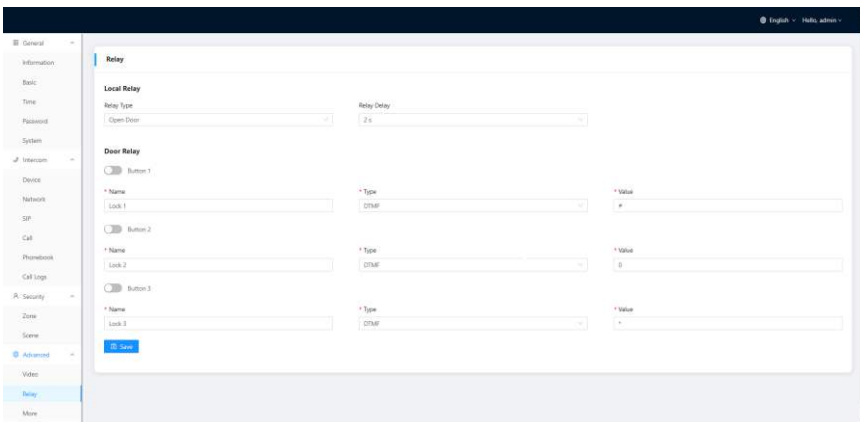 English Hello, admin
General
Information
Basic
Time
Password
System
Intercom
Device
Network
SIP
Call
Phonebook
Call Logs
Security
Zone
Scene
Advanced
Video
Relay
More
Relay
Local Relay
Relay Type Relay Delay
Open Door 2 s
Door Relay
Button 1
* Name * Type * Value
Lock 1 DTMF #
Button 2
* Name * Type * Value
Lock 2 DTMF 0
Button 3
* Name * Type * Value
Lock 3 DTMF *
Save